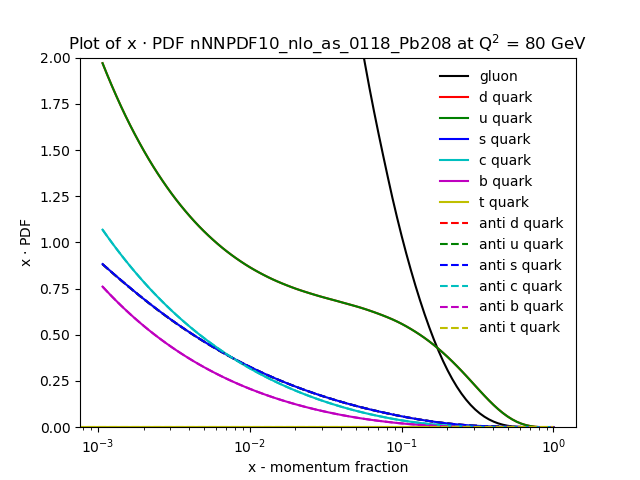 Plot of x · PDF nNNPDF10_nlo_as_0118_Pb208 at Q² = 80 GeV
x · PDF
2.00
1.75
1.50
1.25
1.00
0.75
0.50
0.25
0.00
gluon
d quark
u quark
s quark
c quark
b quark
t quark
anti d quark
anti u quark
anti s quark
anti c quark
anti b quark
anti t quark
10⁻³
10⁻²
10⁻¹
10⁰
x - momentum fraction